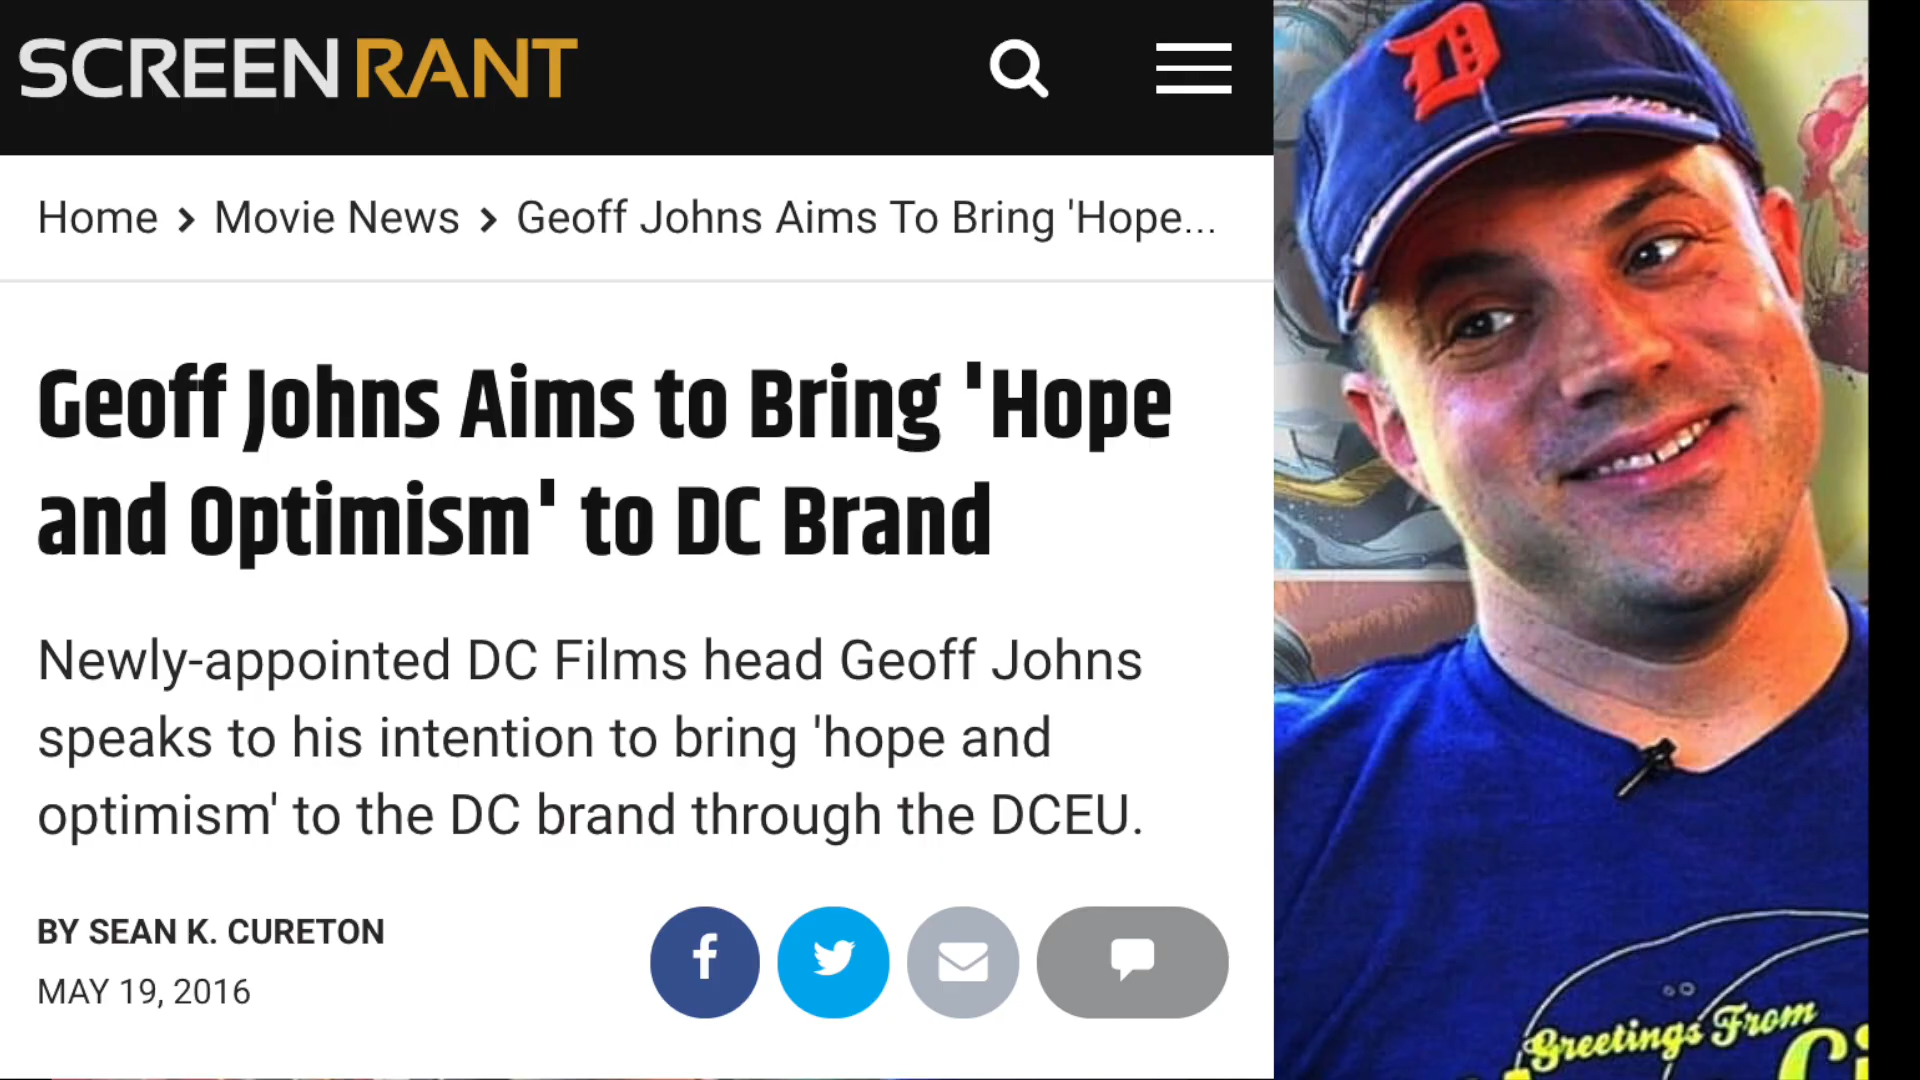 SCREENRANT
Home > Movie News > Geoff Johns Aims To Bring 'Hope...
Geoff Johns Aims to Bring 'Hope
and Optimism' to DC Brand
Newly-appointed DC Films head Geoff Johns
speaks to his intention to bring 'hope and
optimism' to the DC brand through the DCEU.
BY SEAN K. CURETON
MAY 19, 2016
D
Greetings From